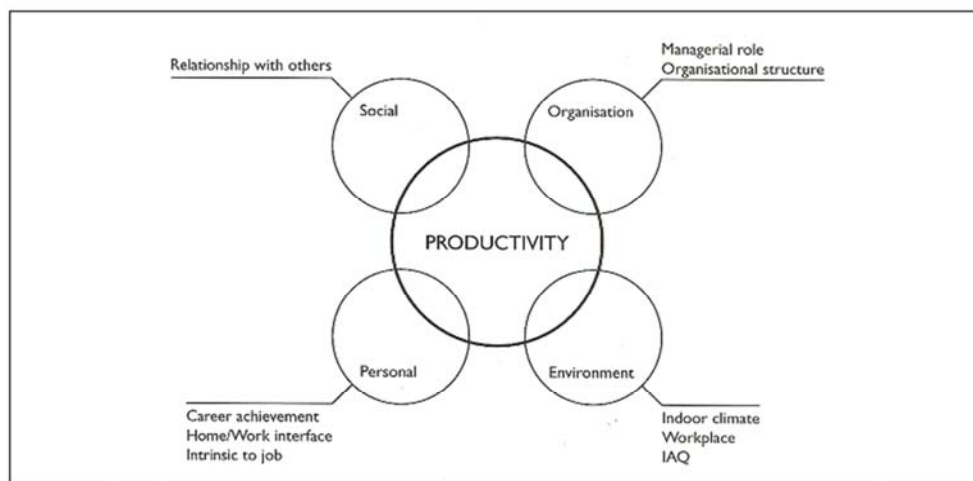 Relationship with others
Managerial role
Organisational structure
Social
Organisation
PRODUCTIVITY
Personal
Environment
Career achievement
Home/Work interface
Intrinsic to job
Indoor climate
Workplace
IAQ